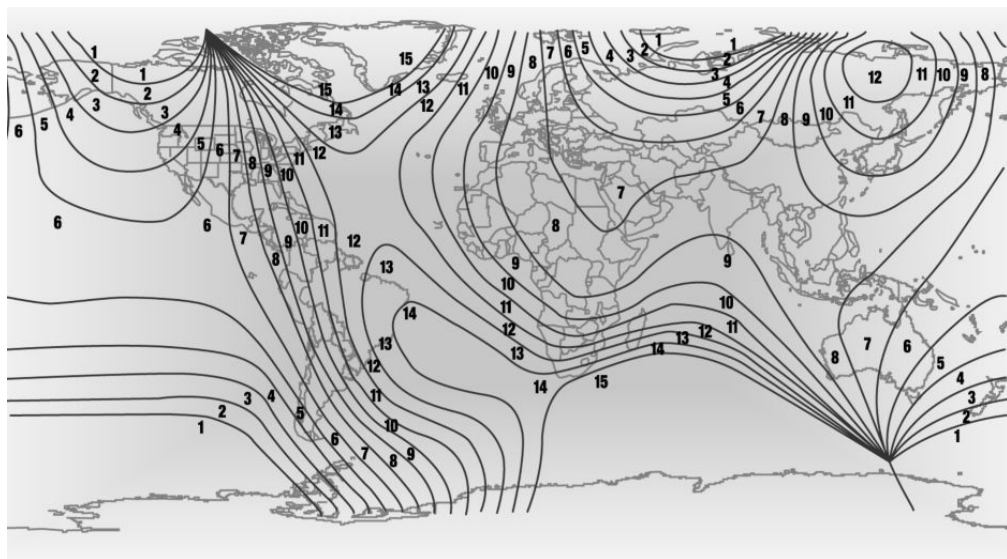 1 5 1 1
15 6 4 3 2 2
8
2 1 10 9 7 3 12 11 10 9 8
15 14 13 11 4
2 5 11
3 3 14 12 6
4 7 8 9 10
5
6 4 13
5 6 7 11 12
8 9 10
7
6 6 10 11 8
7 9 12
8 13 9 9
10
11 10
14
12 13 12 11
13 13 14 8 7 6 5
12 14 15 4
4 3 11 3
2 5 2
1 10 1
6
7 8 9